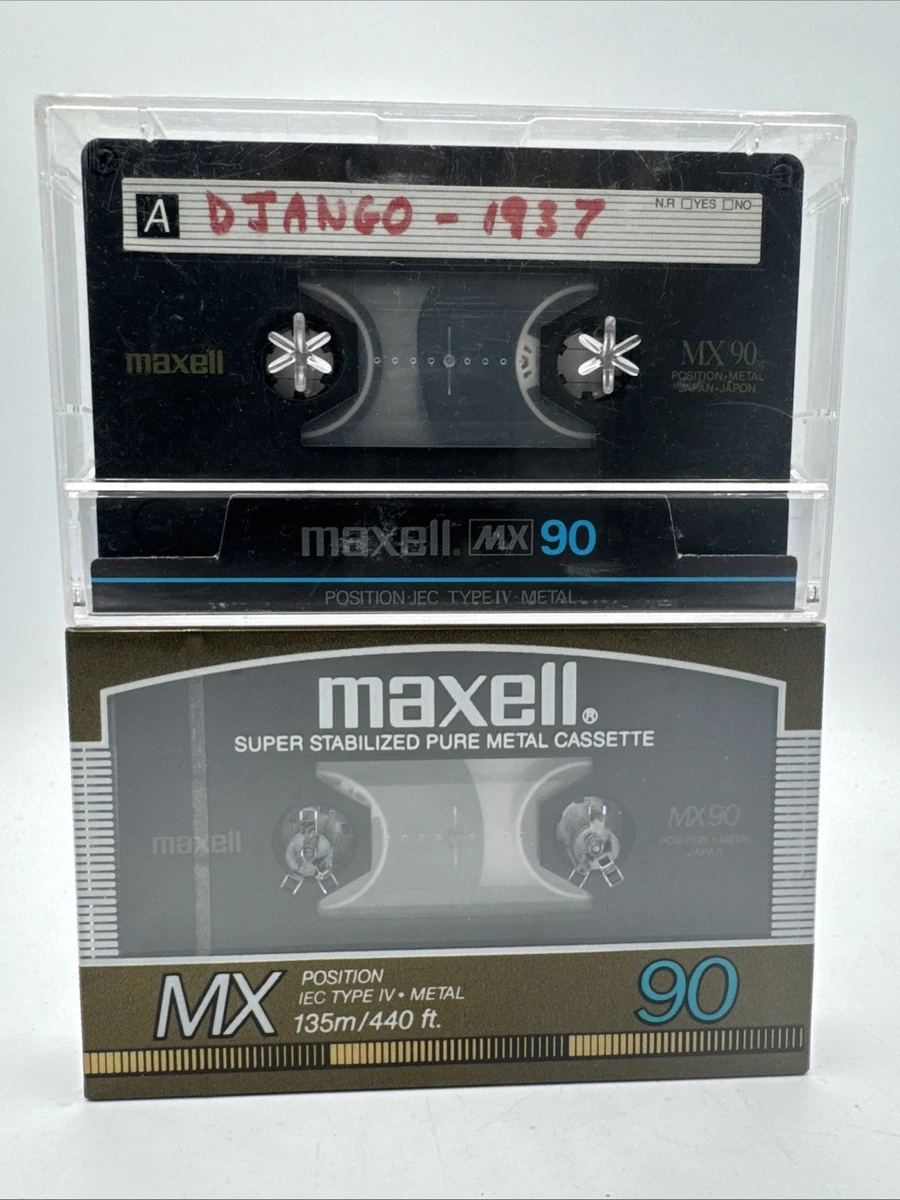 A DJANGO - 1937 N.R □YES □NO
maxell MX 90
POSITION·METAL
JAPAN·JAPON
maxell. MX 90
POSITION·IEC TYPE IV·METAL
maxell®
SUPER STABILIZED PURE METAL CASSETTE
maxell MX90
POSITION • METAL
JAPAN
MX POSITION 90
IEC TYPE IV • METAL
135m/440 ft.